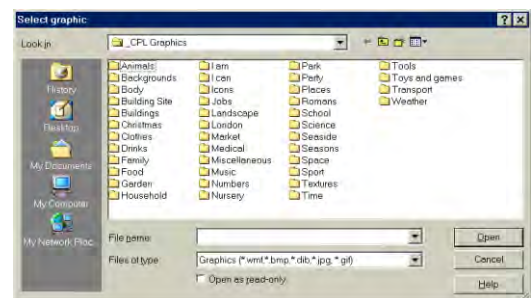 Select graphic
Look in
_CPL Graphics
History
Desktop
My Documents
My Computer
My Network Plac..
Animals
Backgrounds
Body
Building Site
Buildings
Christmas
Clothes
Drinks
Family
Food
Garden
Household
I am
I can
Icons
Jobs
Landscape
London
Market
Medical
Miscellaneous
Music
Numbers
Nursery
Park
Party
Places
Romans
School
Science
Seaside
Seasons
Space
Sport
Textures
Time
Tools
Toys and games
Transport
Weather
File name:
Open
Files of type:
Graphics (*.wmf,*.bmp,*.dib,*.jpg,*.gif)
Cancel
Open as read-only
Help